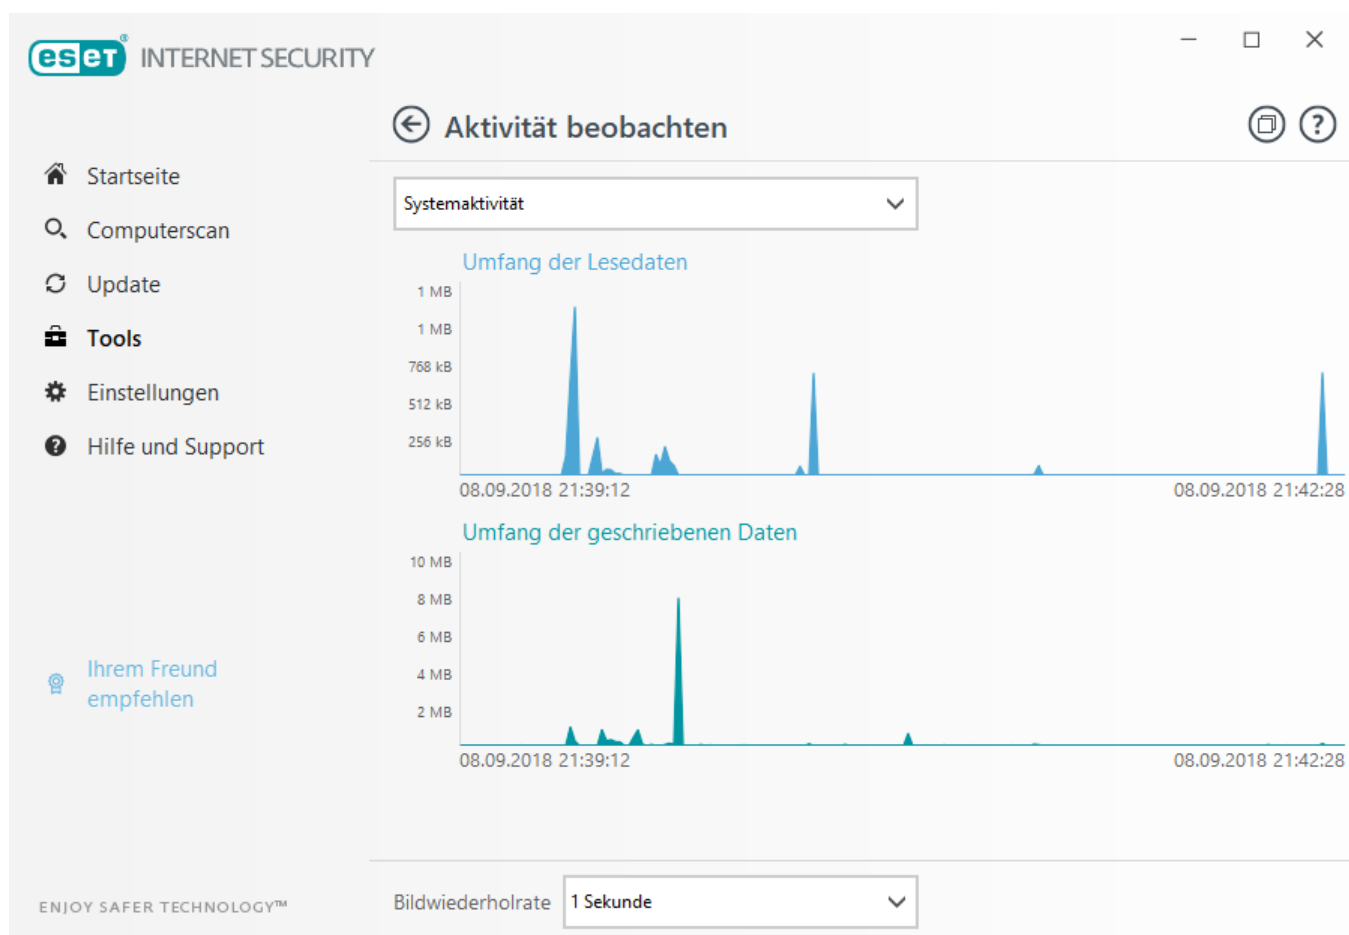 eset® INTERNET SECURITY
Aktivität beobachten
?
Startseite
Computerscan
Update
Tools
Einstellungen
Hilfe und Support
Ihrem Freund
empfehlen
ENJOY SAFER TECHNOLOGY™
Systemaktivität
Umfang der Lesedaten
1 MB
1 MB
768 kB
512 kB
256 kB
08.09.2018 21:39:12 08.09.2018 21:42:28
Umfang der geschriebenen Daten
10 MB
8 MB
6 MB
4 MB
2 MB
08.09.2018 21:39:12 08.09.2018 21:42:28
Bildwiederholrate 1 Sekunde